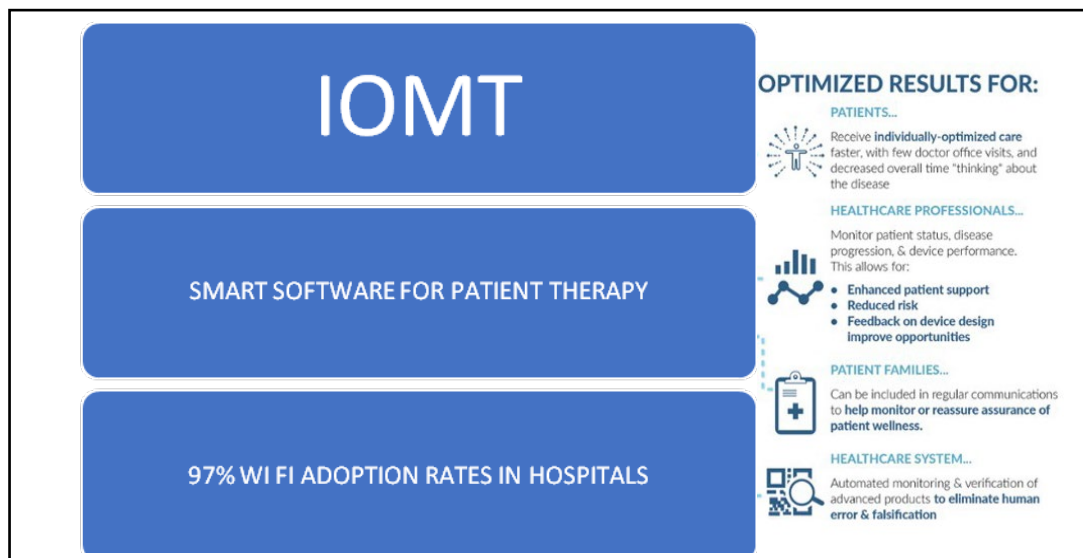 IOMT
SMART SOFTWARE FOR PATIENT THERAPY
97% WI FI ADOPTION RATES IN HOSPITALS
OPTIMIZED RESULTS FOR:
PATIENTS...
Receive individually-optimized care
faster, with few doctor office visits, and
decreased overall time "thinking" about
the disease
HEALTHCARE PROFESSIONALS...
Monitor patient status, disease
progression, & device performance.
This allows for:
• Enhanced patient support
• Reduced risk
• Feedback on device design
improve opportunities
PATIENT FAMILIES...
Can be included in regular communications
to help monitor or reassure assurance of
patient wellness.
HEALTHCARE SYSTEM...
Automated monitoring & verification of
advanced products to eliminate human
error & falsification